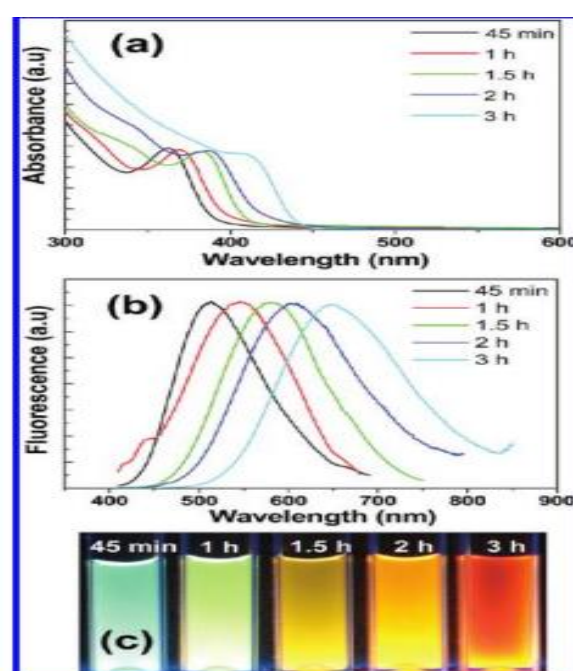 (a)
45 min
1 h
1.5 h
2 h
3 h
Absorbance (a.u)
300 400 500 600
Wavelength (nm)
(b)
45 min
1 h
1.5 h
2 h
3 h
Fluorescence (a.u)
400 500 600 700 800 900
Wavelength (nm)
45 min 1 h 1.5 h 2 h 3 h
(c)